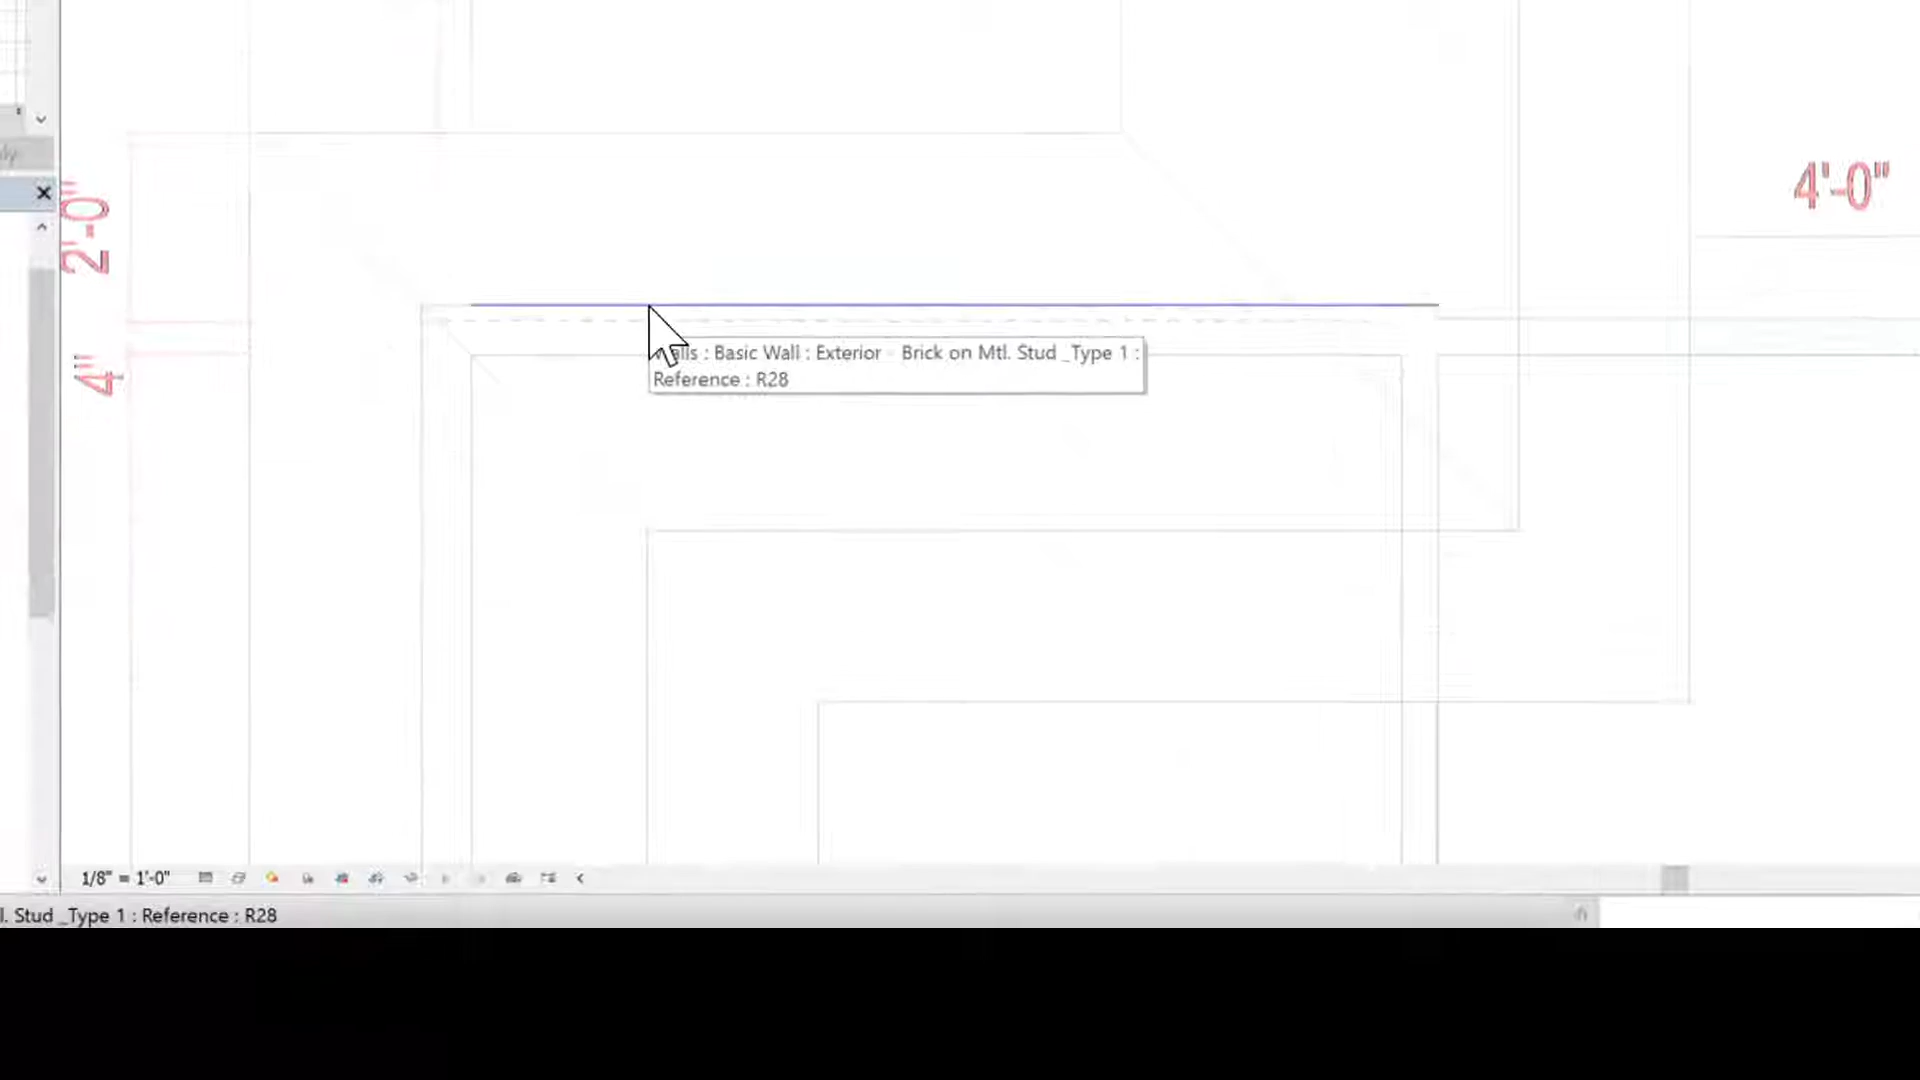 4'-0"
2'-0"
4"
: Basic Wall : Exterior - Brick on Mtl. Stud _Type 1 :
Reference : R28
1/8" = 1'-0"
l. Stud _Type 1 : Reference : R28